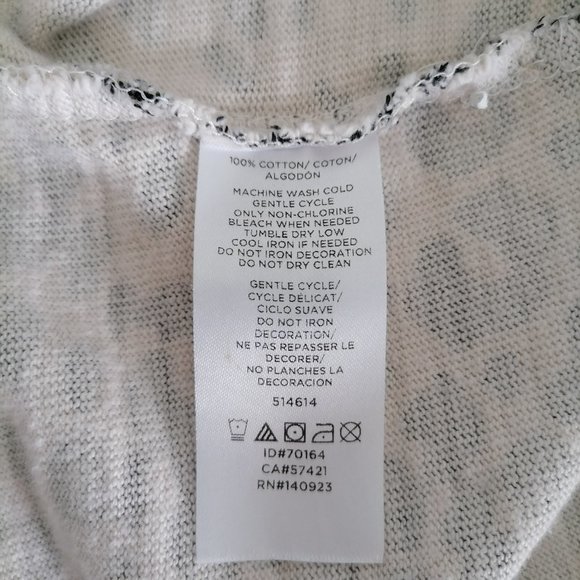 100% COTTON/ COTON/
ALGODÓN
MACHINE WASH COLD
GENTLE CYCLE
ONLY NON-CHLORINE
BLEACH WHEN NEEDED
TUMBLE DRY LOW
COOL IRON IF NEEDED
DO NOT IRON DECORATION
DO NOT DRY CLEAN
GENTLE CYCLE/
CYCLE DÉLICAT/
CICLO SUAVE
DO NOT IRON
DECORATION/
NE PAS REPASSER LE
DECORER/
NO PLANCHES LA
DECORACION
514614
ID#70164
CA#57421
RN#140923